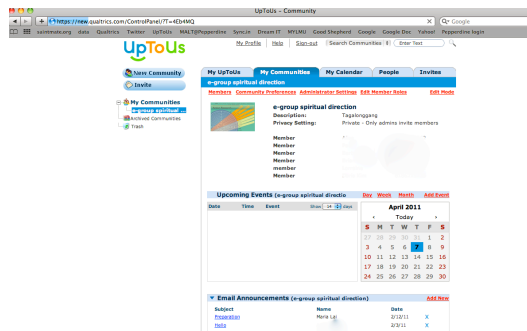 UpToUs – Community
https://new.qualtrics.com/ControlPanel/?T=4Eb4MQ
Google
sainmate.org data Qualtrics Twitter UpToUs MALT@Pepperdine Sync.in Dream IT MYLMU Good Shepherd Google Google Doc Yahoo! Pepperdine login
UpToUs
My Profile Help Sign-out Search Communities Enter Text
New Community
Invite
My Communities
e-group spiritual ...
Archived Communities
Trash
My UpToUs My Communities My Calendar People Invites
e-group spiritual direction
Members Community Preferences Administrator Settings Edit Member Roles Edit Mode
e-group spiritual direction
Description: Tagalonggang
Privacy Setting: Private - Only admins invite members
Member
Member
Member
Member
member
Member
Upcoming Events (e-group spiritual directio Day Week Month Add Event
Date Time Event Show 14 days
April 2011
‹ Today ›
S M T W T F S
27 28 29 30 31 1 2
3 4 5 6 7 8 9
10 11 12 13 14 15 16
17 18 19 20 21 22 23
24 25 26 27 28 29 30
Email Announcements (e-group spiritual direction) Add New
Subject Name Date
Preparation Maria Lai 2/12/11 X
Hello 2/3/11 X